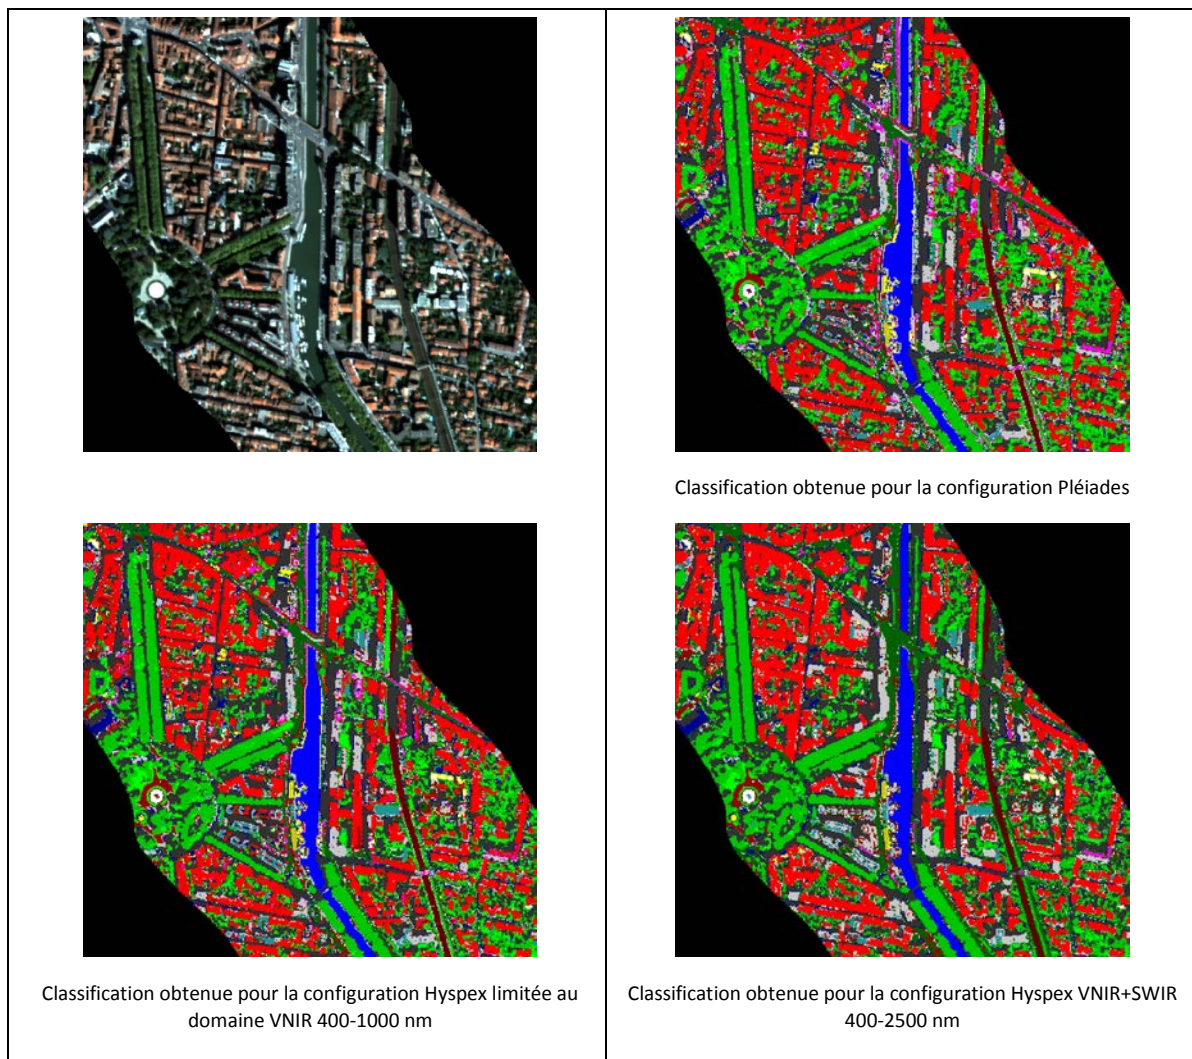 Classification obtenue pour la configuration Pléiades
Classification obtenue pour la configuration Hyspex limitée au
domaine VNIR 400-1000 nm
Classification obtenue pour la configuration Hyspex VNIR+SWIR
400-2500 nm